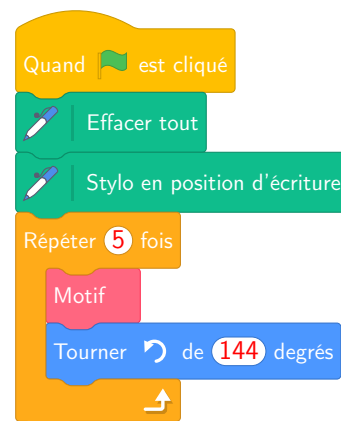 Quand est cliqué
Effacer tout
Stylo en position d'écriture
Répéter 5 fois
Motif
Tourner de 144 degrés